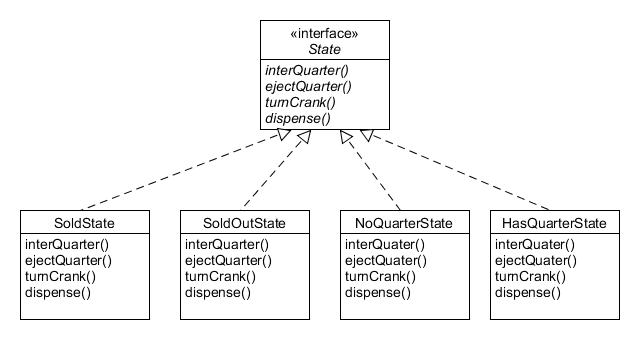 «interface»
State
interQuarter()
ejectQuarter()
turnCrank()
dispense()
SoldState
interQuarter()
ejectQuarter()
turnCrank()
dispense()
SoldOutState
interQuarter()
ejectQuarter()
turnCrank()
dispense()
NoQuarterState
interQuater()
ejectQuater()
turnCrank()
dispense()
HasQuarterState
interQuater()
ejectQuater()
turnCrank()
dispense()